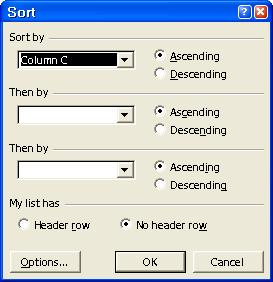 Sort
Sort by
Column C
Ascending
Descending
Then by
Ascending
Descending
Then by
Ascending
Descending
My list has
Header row
No header row
Options...
OK
Cancel